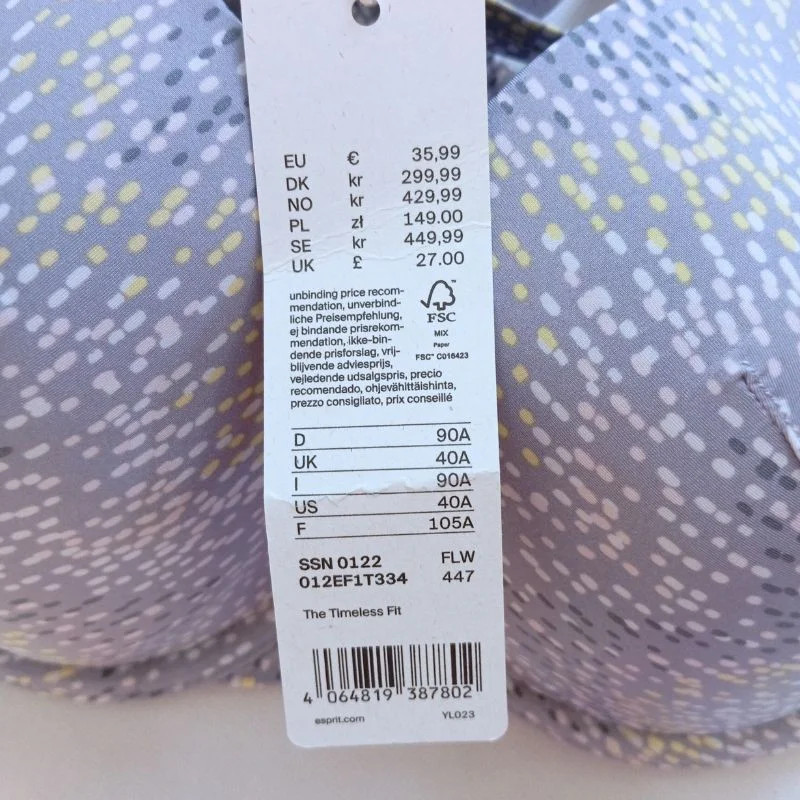 EU € 35,99
DK kr 299,99
NO kr 429,99
PL zł 149.00
SE kr 449,99
UK £ 27.00
unbinding price recom-
mendation, unverbind-
liche Preisempfehlung,
ej bindande prisrekom-
mendation, ikke-bin-
dende prisforslag, vrij-
blijvende adviesprijs,
vejledende udsalgspris, precio
recomendado, ohjevähittäishinta,
prezzo consigliato, prix conseillé
FSC™
MIX
Paper
FSC® C016423
D 90A
UK 40A
I 90A
US 40A
F 105A
SSN 0122 FLW
012EF1T334 447
The Timeless Fit
4 064819 387802
esprit.com YL023